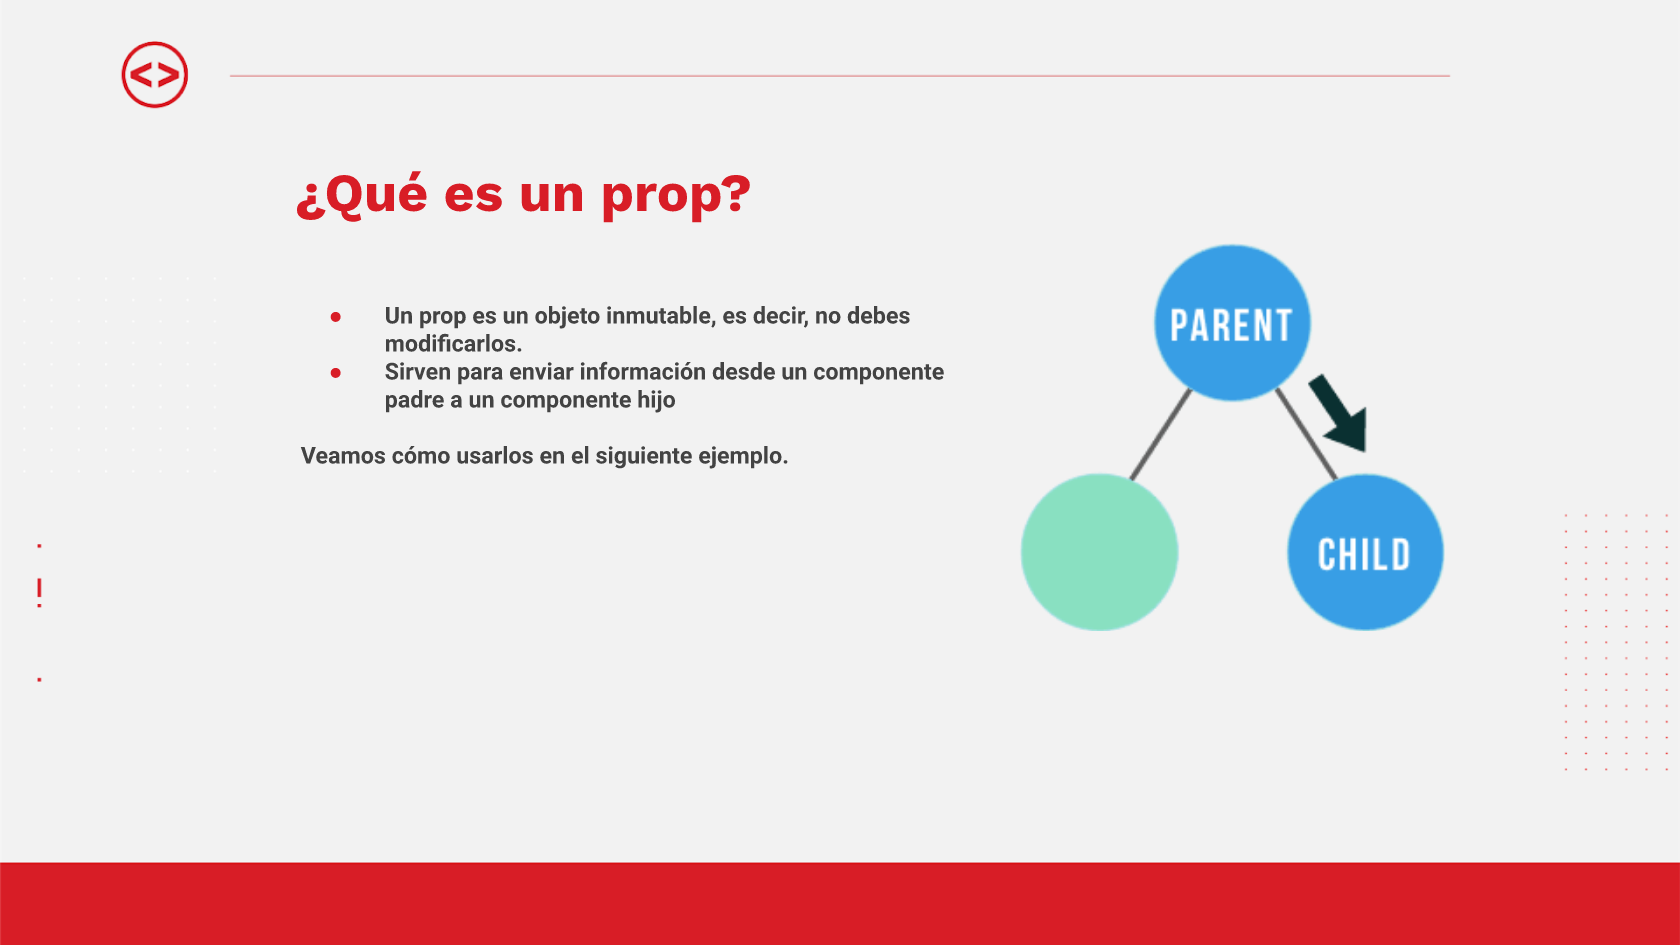 <>
¿Qué es un prop?
● Un prop es un objeto inmutable, es decir, no debes
modificarlos.
● Sirven para enviar información desde un componente
padre a un componente hijo
Veamos cómo usarlos en el siguiente ejemplo.
PARENT
CHILD